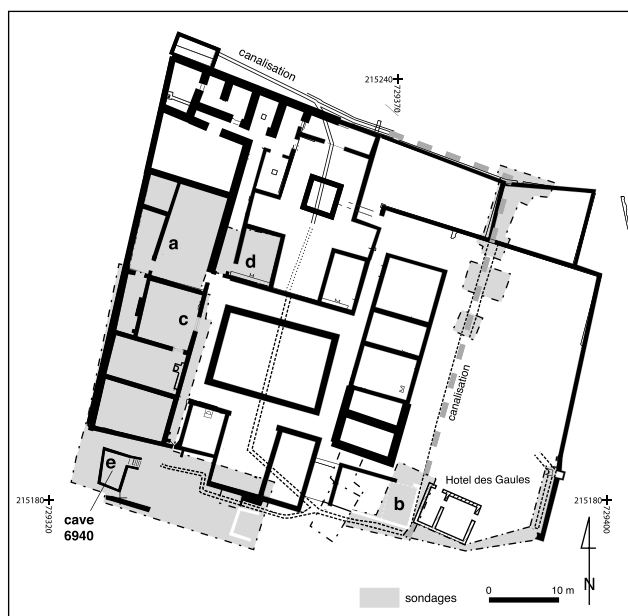 canalisation
215240
729370
a
d
c
canalisation
e
b
Hotel des Gaules
215180
729320
cave
6940
215180
729400
N
sondages
0
10 m